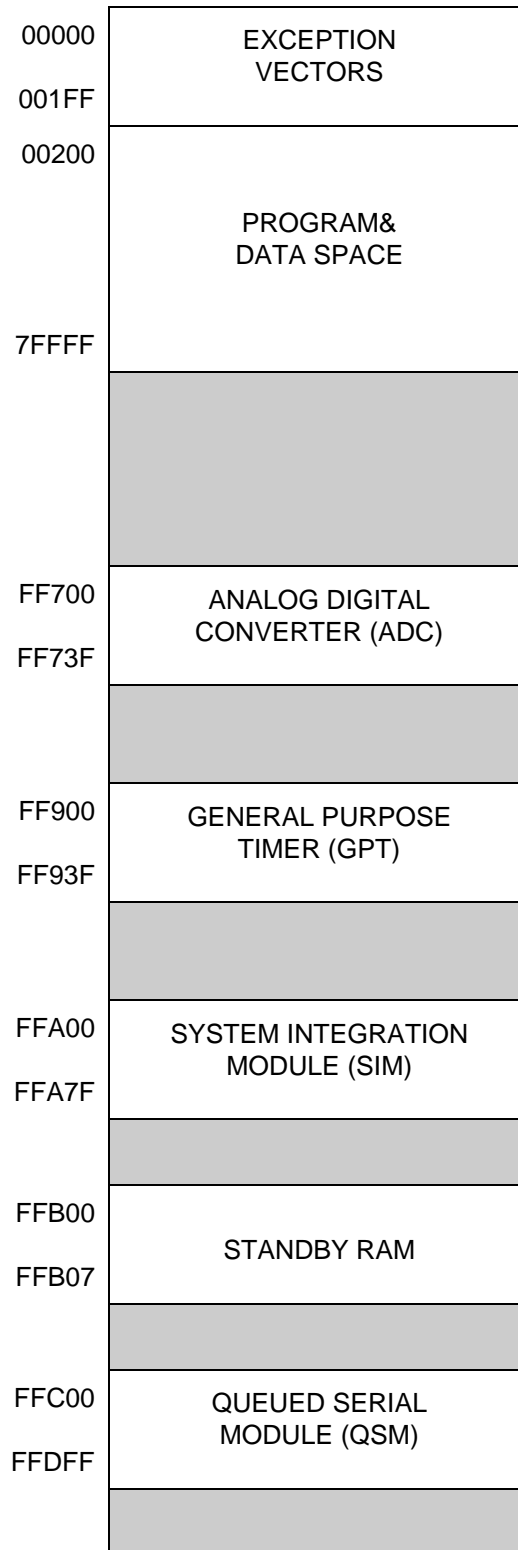 00000
EXCEPTION
VECTORS
001FF
00200
PROGRAM&
DATA SPACE
7FFFF
FF700
ANALOG DIGITAL
CONVERTER (ADC)
FF73F
FF900
GENERAL PURPOSE
TIMER (GPT)
FF93F
FFA00
SYSTEM INTEGRATION
MODULE (SIM)
FFA7F
FFB00
STANDBY RAM
FFB07
FFC00
QUEUED SERIAL
MODULE (QSM)
FFDFF